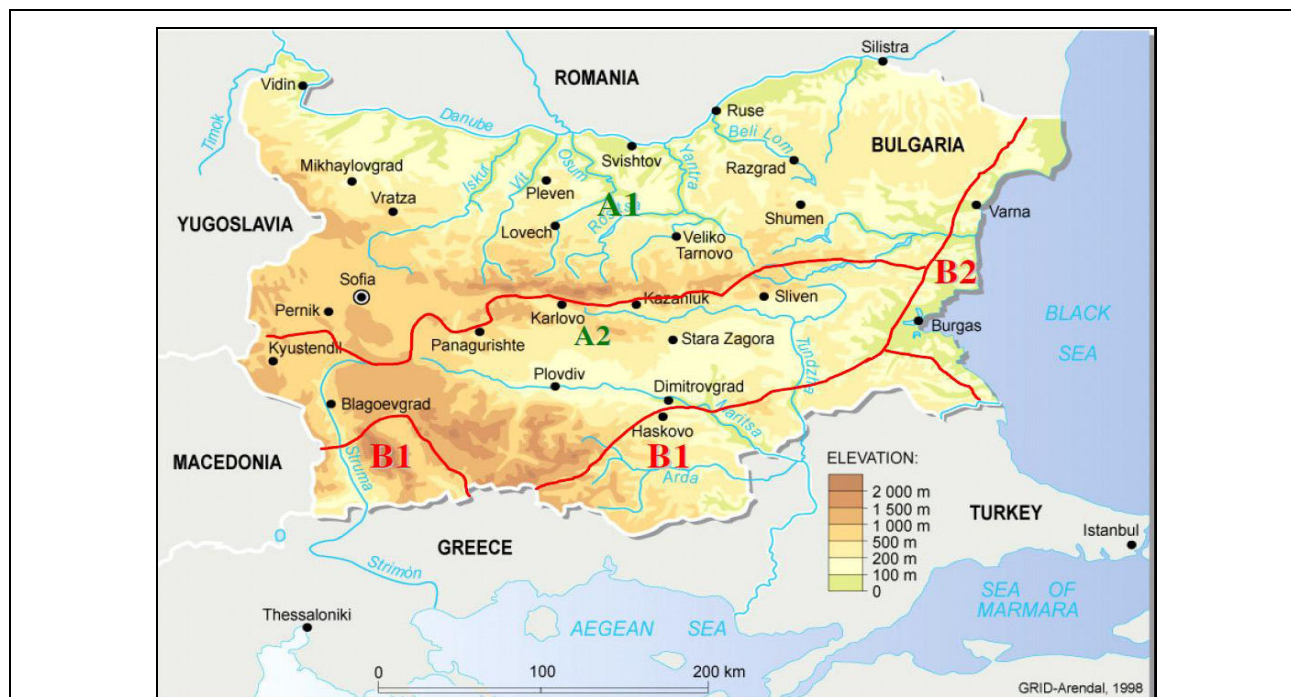 Silistra
ROMANIA
Vidin
Ruse
Timok
Danube
Beli Lom
BULGARIA
Svishtov
Yantra
Razgrad
Mikhaylovgrad
Iskur
Vit
Osum
Pleven
A1
Vratza
Rositsa
Shumen
Varna
YUGOSLAVIA
Lovech
Veliko
Tarnovo
Sofia
B2
Pernik
Karlovo
Kazanluk
Sliven
BLACK
SEA
Burgas
Kyustendil
Panagurishte
A2
Stara Zagora
Tundzha
Plovdiv
Dimitrovgrad
Blagoevgrad
Maritsa
Haskovo
MACEDONIA
Struma
B1
B1
Arda
ELEVATION:
2 000 m
1 500 m
1 000 m
500 m
200 m
100 m
0
TURKEY
Istanbul
GREECE
Strimón
SEA OF
MARMARA
Thessaloniki
AEGEAN SEA
0 100 200 km
GRID-Arendal, 1998